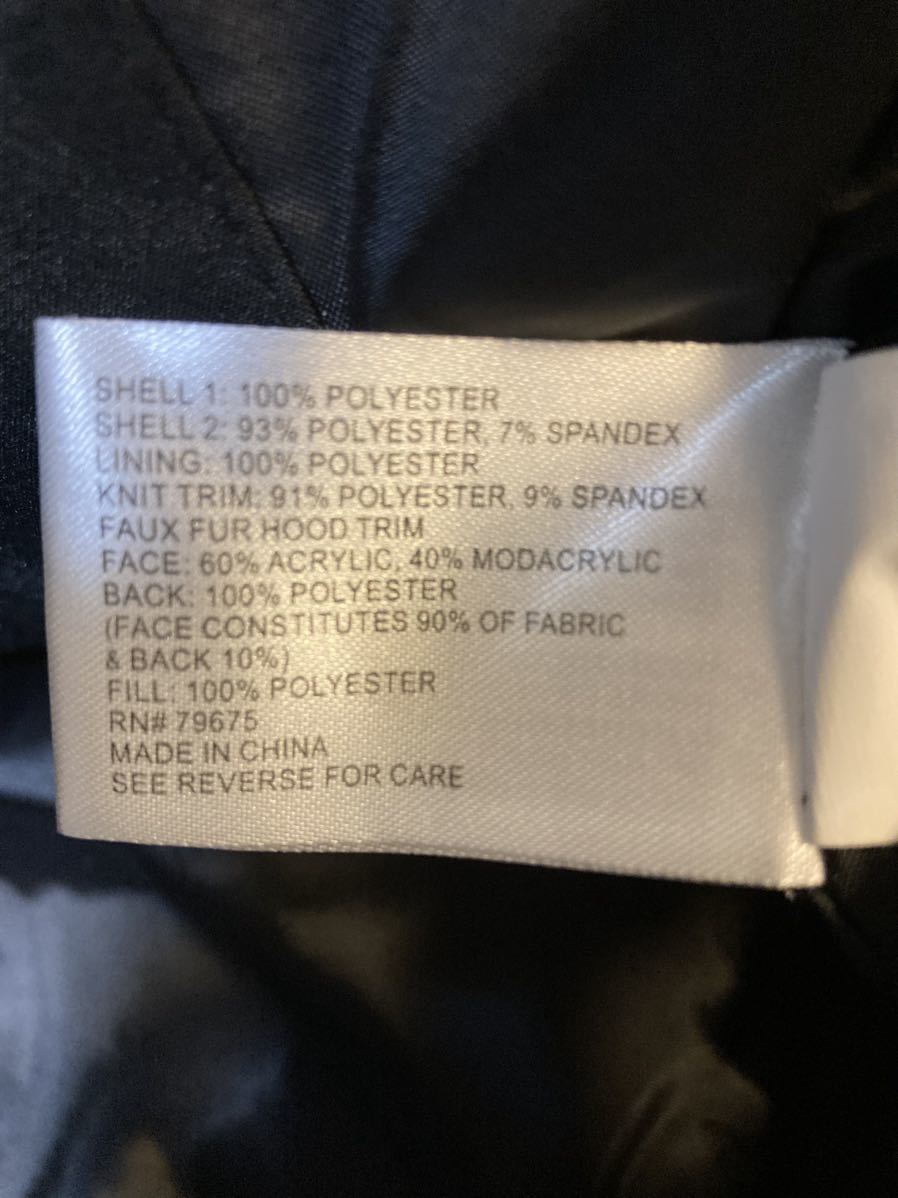 SHELL 1: 100% POLYESTER
SHELL 2: 93% POLYESTER, 7% SPANDEX
LINING: 100% POLYESTER
KNIT TRIM: 91% POLYESTER, 9% SPANDEX
FAUX FUR HOOD TRIM
FACE: 60% ACRYLIC, 40% MODACRYLIC
BACK: 100% POLYESTER
(FACE CONSTITUTES 90% OF FABRIC
& BACK 10%)
FILL: 100% POLYESTER
RN# 79675
MADE IN CHINA
SEE REVERSE FOR CARE